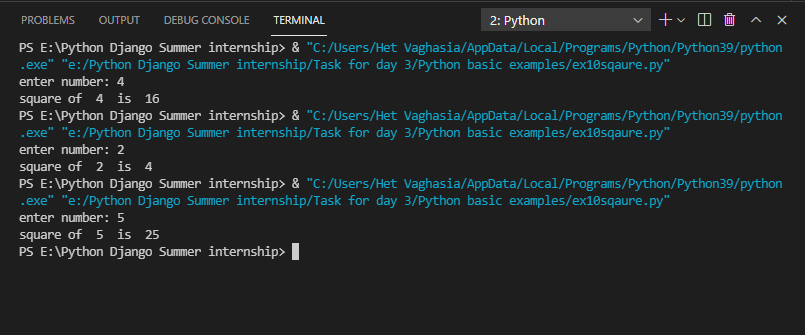 PROBLEMS OUTPUT DEBUG CONSOLE TERMINAL 2: Python
PS E:\Python Django Summer internship> & "C:/Users/Het Vaghasia/AppData/Local/Programs/Python/Python39/python
.exe" "e:/Python Django Summer internship/Task for day 3/Python basic examples/ex10sqaure.py"
enter number: 4
square of  4  is  16
PS E:\Python Django Summer internship> & "C:/Users/Het Vaghasia/AppData/Local/Programs/Python/Python39/python
.exe" "e:/Python Django Summer internship/Task for day 3/Python basic examples/ex10sqaure.py"
enter number: 2
square of  2  is  4
PS E:\Python Django Summer internship> & "C:/Users/Het Vaghasia/AppData/Local/Programs/Python/Python39/python
.exe" "e:/Python Django Summer internship/Task for day 3/Python basic examples/ex10sqaure.py"
enter number: 5
square of  5  is  25
PS E:\Python Django Summer internship>